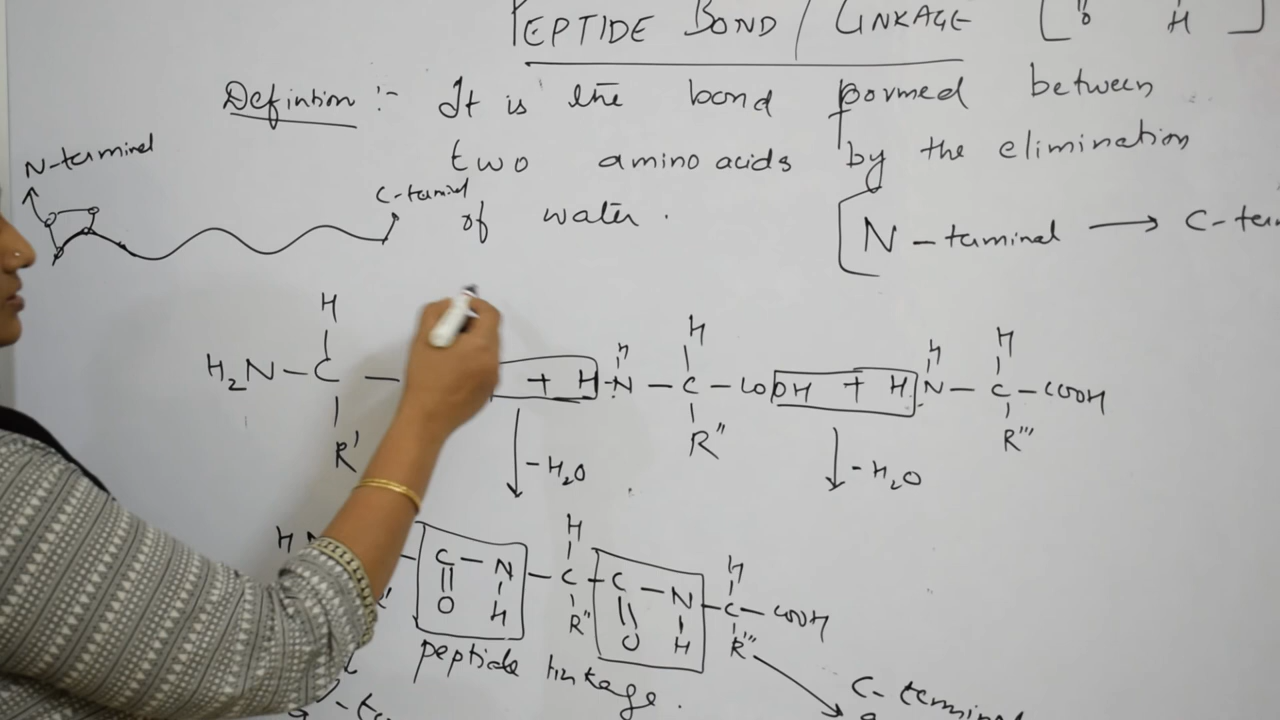 PEPTIDE BOND / LINKAGE [ O H ]
Defintion :- It is the bond formed between
two amino acids by the elimination
of water.
N-terminal
C-terminal
[ N-terminal → C-ter
H
H H H H
H₂N – C – + H – N – C – COOH + H N – C – COOH
R' R'' R'''
-H₂O -H₂O
H H
H C – N – C – C – N – C – COOH
O H R'' O H R'''
peptide linkage.
C-terminal